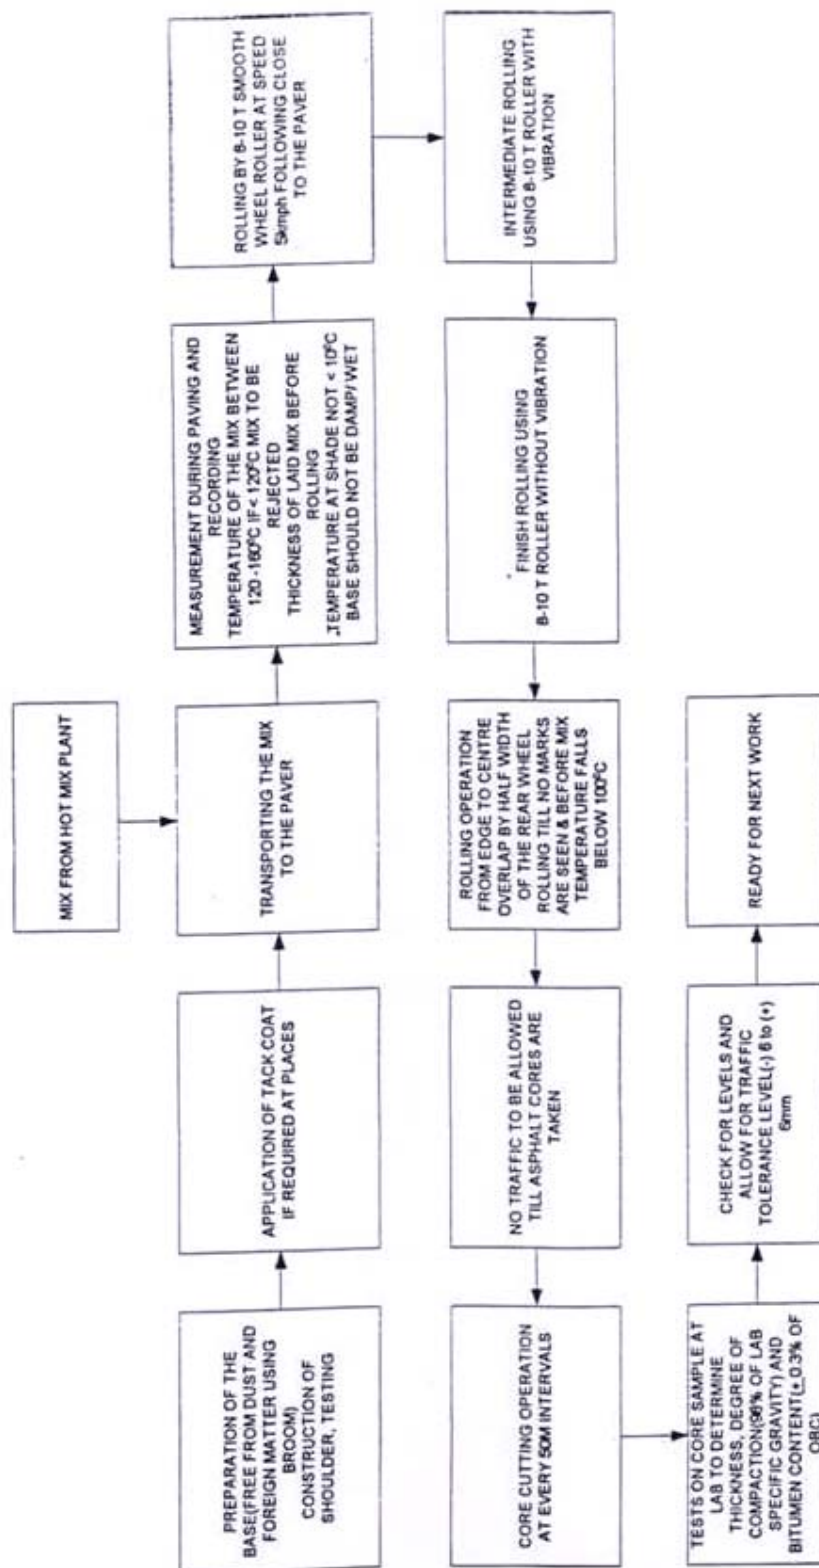 PREPARATION OF THE
BASE(FREE FROM DUST AND
FOREIGN MATTER USING
BROOM)
CONSTRUCTION OF
SHOULDER, TESTING
APPLICATION OF TACK COAT
IF REQUIRED AT PLACES
MIX FROM HOT MIX PLANT
TRANSPORTING THE MIX
TO THE PAVER
MEASUREMENT DURING PAVING AND
RECORDING
TEMPERATURE OF THE MIX BETWEEN
120 -160°C IF < 120°C MIX TO BE
REJECTED
THICKNESS OF LAID MIX BEFORE
ROLLING
TEMPERATURE AT SHADE NOT < 10°C
BASE SHOULD NOT BE DAMP/ WET
ROLLING BY 8-10 T SMOOTH
WHEEL ROLLER AT SPEED
5kmph FOLLOWING CLOSE
TO THE PAVER
INTERMEDIATE ROLLING
USING 8-10 T ROLLER WITH
VIBRATION
FINISH ROLLING USING
8-10 T ROLLER WITHOUT VIBRATION
ROLLING OPERATION
FROM EDGE TO CENTRE
OVERLAP BY HALF WIDTH
OF THE REAR WHEEL
ROLLING TILL NO MARKS
ARE SEEN & BEFORE MIX
TEMPERATURE FALLS
BELOW 100°C
NO TRAFFIC TO BE ALLOWED
TILL ASPHALT CORES ARE
TAKEN
CORE CUTTING OPERATION
AT EVERY 50M INTERVALS
TESTS ON CORE SAMPLE AT
LAB TO DETERMINE
THICKNESS, DEGREE OF
COMPACTION(98% OF LAB
SPECIFIC GRAVITY) AND
BITUMEN CONTENT(±0.3% OF
OBC)
CHECK FOR LEVELS AND
ALLOW FOR TRAFFIC
TOLERANCE LEVEL(-) 6 to (+)
6mm
READY FOR NEXT WORK